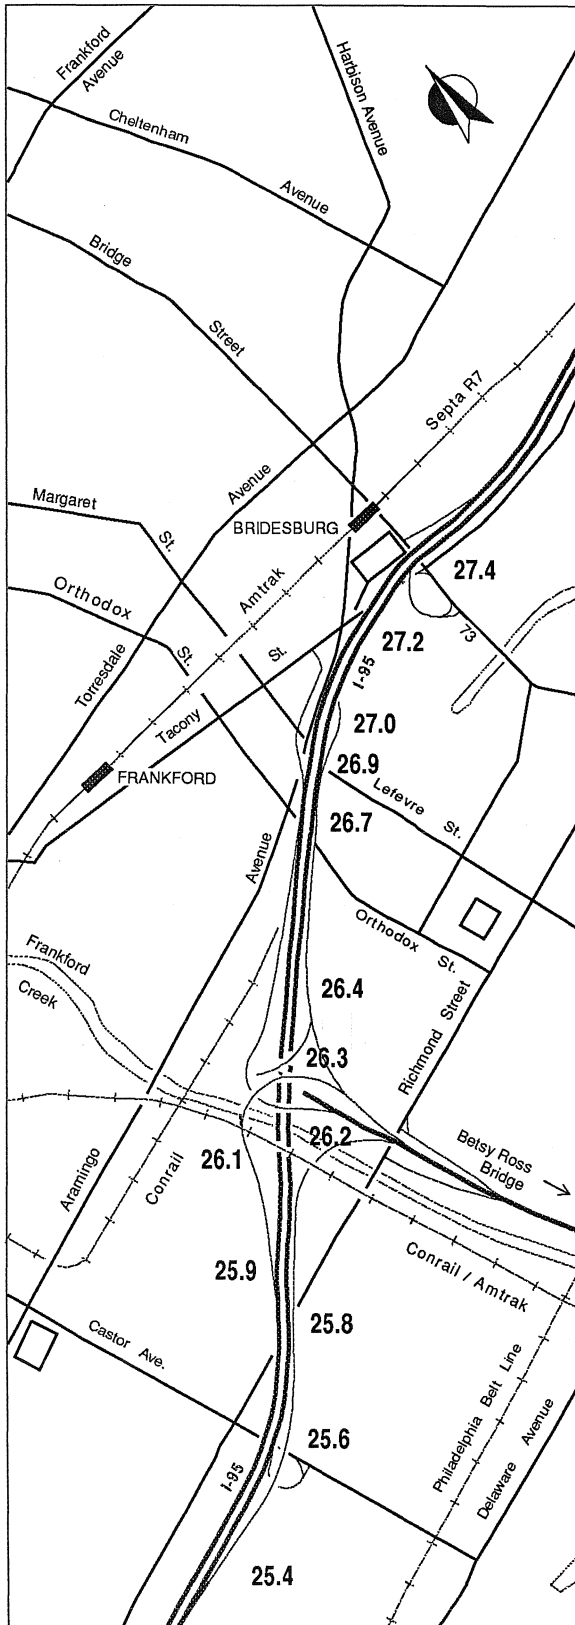 Frankford
Avenue
Harbison Avenue
Cheltenham
Avenue
Bridge
Street
Septa R7
Avenue
Margaret
St.
BRIDESBURG
Orthodox
St.
Amtrak
27.4
73
27.2
St.
I-95
Torresdale
Tacony
27.0
26.9
FRANKFORD
Lefevre St.
26.7
Avenue
Orthodox
St.
Frankford
Creek
26.4
Richmond Street
26.3
26.2
26.1
Betsy Ross
Bridge
Aramingo
Conrail
25.9
Conrail / Amtrak
25.8
Castor Ave.
Philadelphia Belt Line
Delaware Avenue
25.6
I-95
25.4